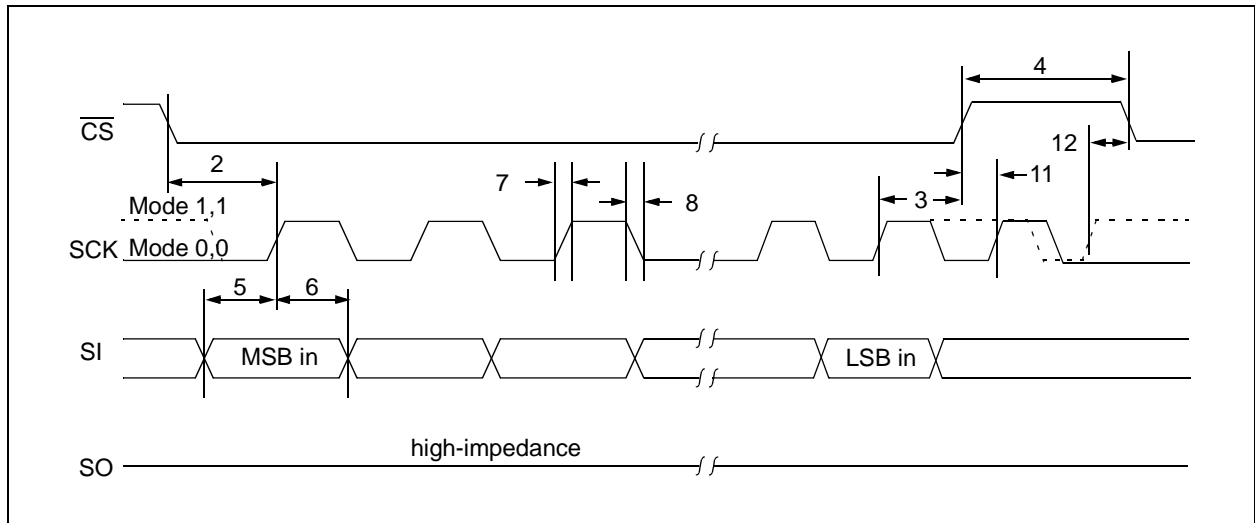 4
CS
12
2
7
11
3
8
Mode 1,1
SCK Mode 0,0
5 6
SI MSB in LSB in
high-impedance
SO